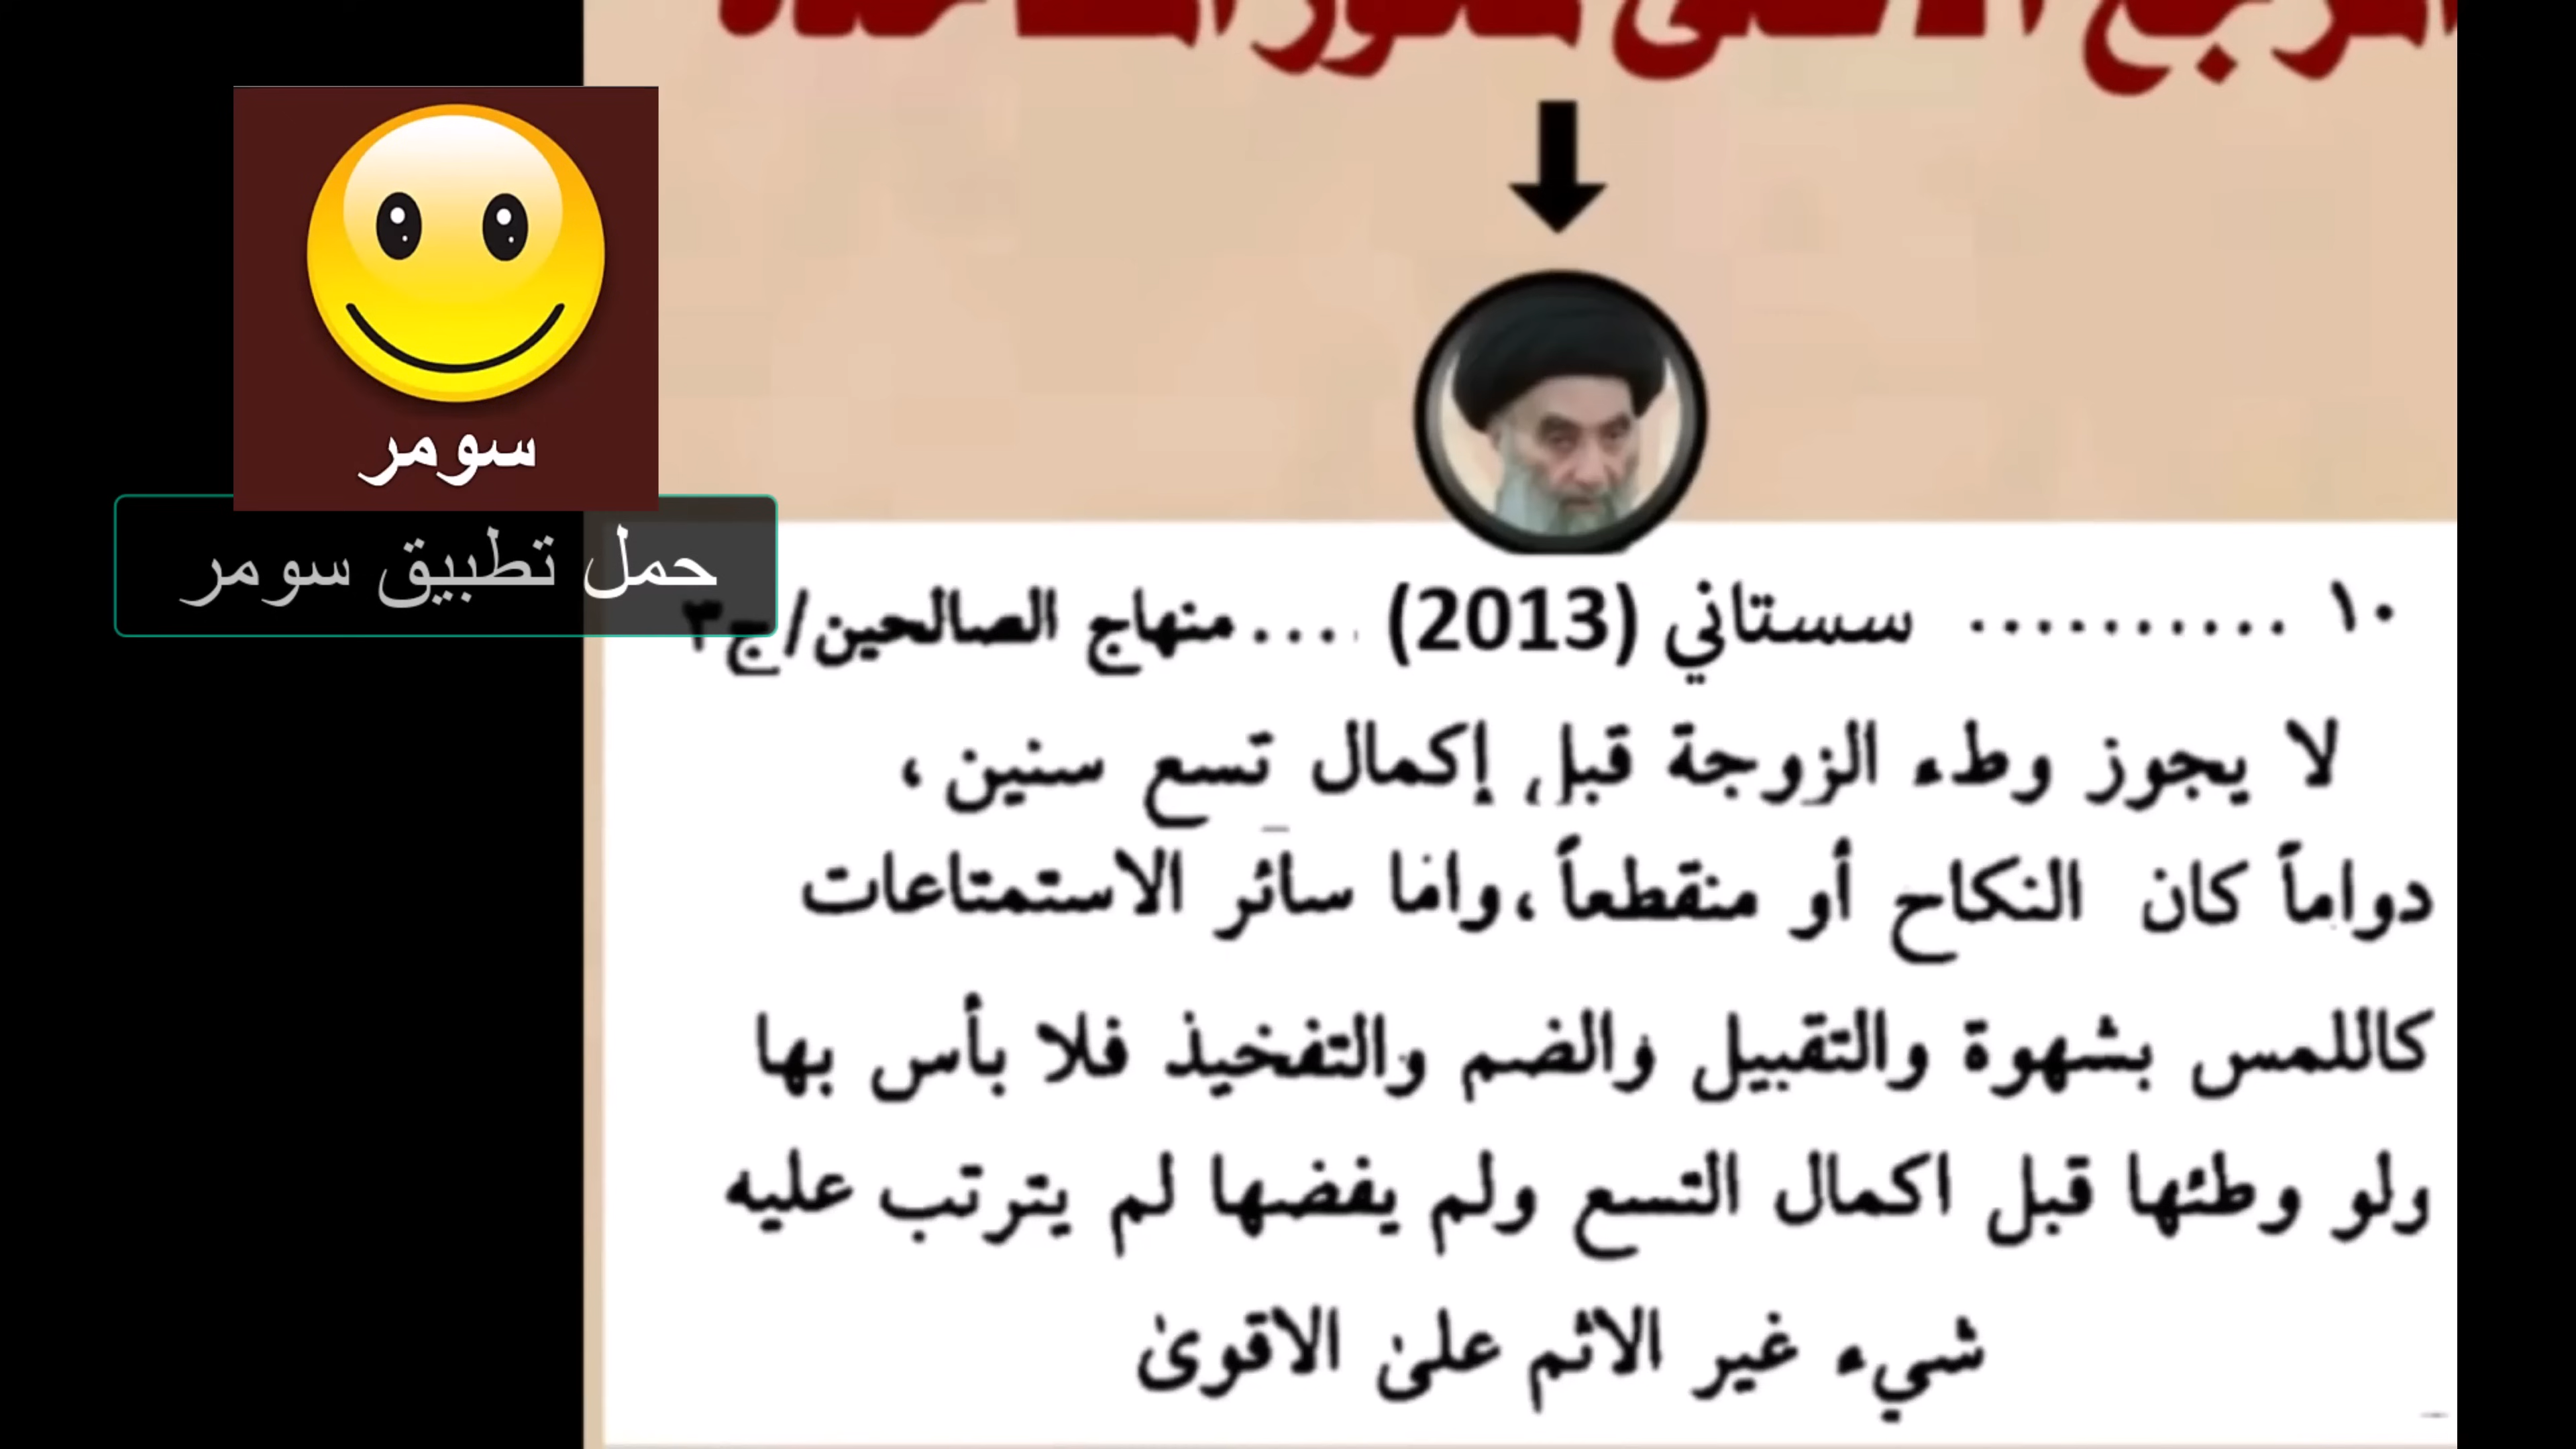 سومر
حمل تطبيق سومر
١٠ .......... سستاني (2013) .... منهاج الصالحين/ج٣
لا يجوز وطء الزوجة قبل إكمال تسع سنين ،
دواماً كان النكاح أو منقطعاً ، واما سائر الاستمتاعات
كاللمس بشهوة والتقبيل والضم والتفخيذ فلا بأس بها
ولو وطئها قبل اكمال التسع ولم يفضها لم يترتب عليه
شيء غير الاثم علىٰ الاقوىٰ